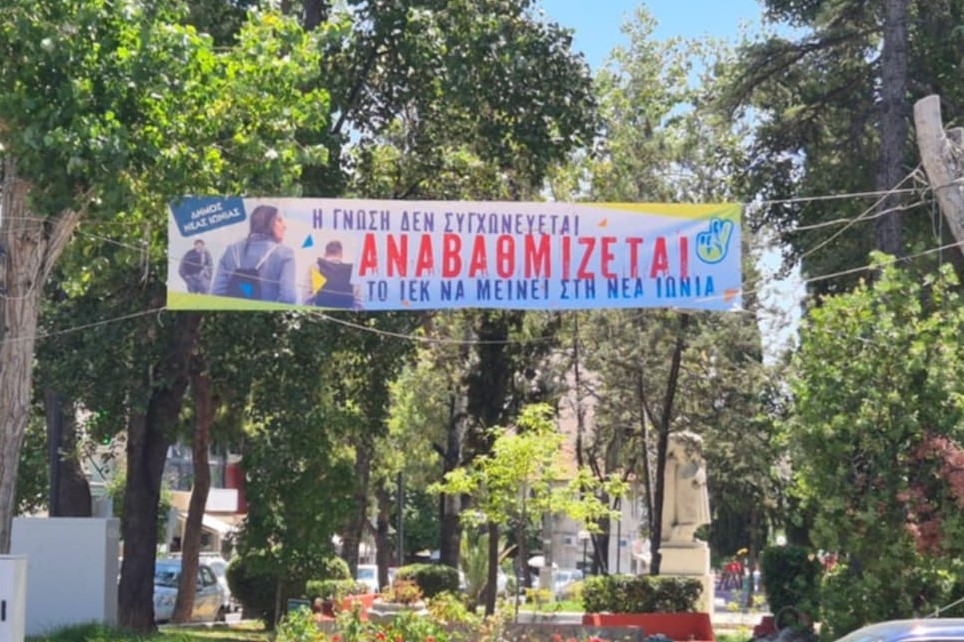 ΔΗΜΟΣ
ΝΕΑΣ ΙΩΝΙΑΣ
Η ΓΝΩΣΗ ΔΕΝ ΣΥΓΧΩΝΕΥΕΤΑΙ
ΑΝΑΒΑΘΜΙΖΕΤΑΙ
ΤΟ ΙΕΚ ΝΑ ΜΕΙΝΕΙ ΣΤΗ ΝΕΑ ΙΩΝΙΑ